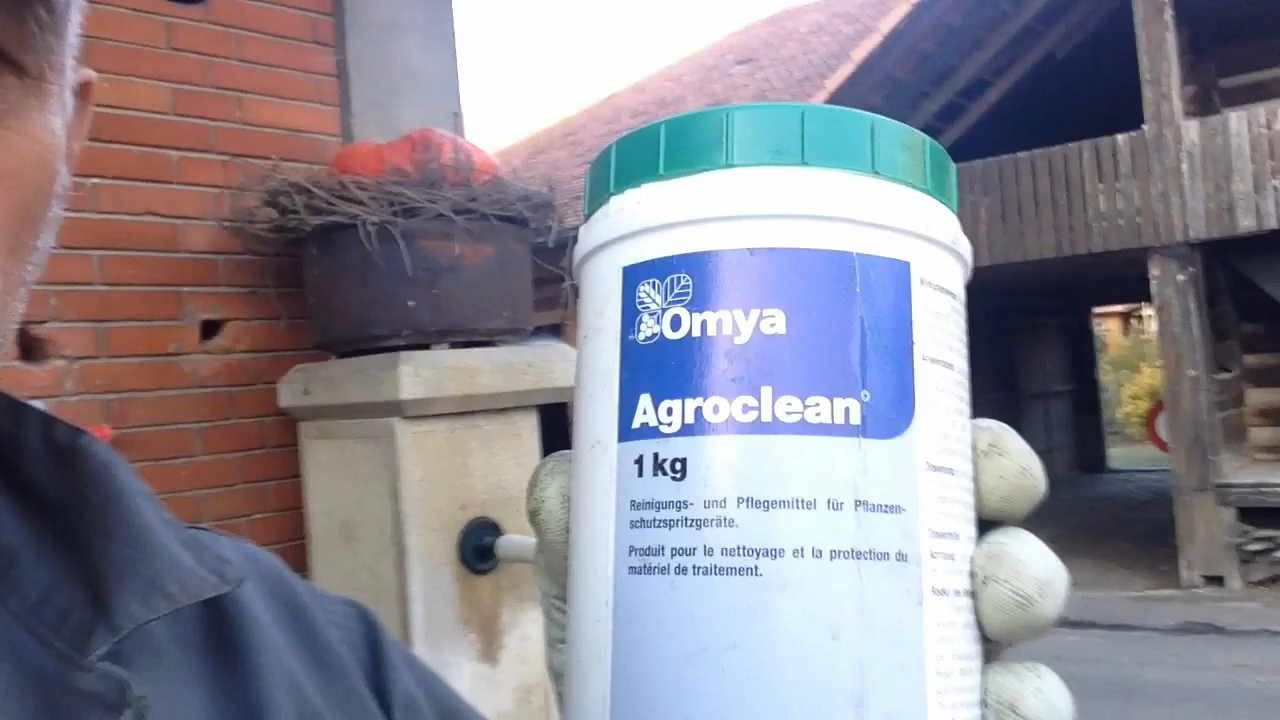 Omya
Agroclean®
1 kg
Reinigungs- und Pflegemittel für Pflanzen-
schutzspritzgeräte.
Produit pour le nettoyage et la protection du
matériel de traitement.